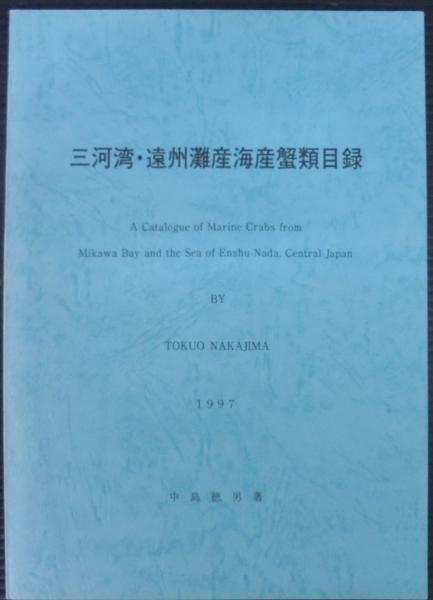 三河湾・遠州灘産海産蟹類目録
A Catalogue of Marine Crabs from
Mikawa Bay and the Sea of Enshu Nada, Central Japan
BY
TOKUO NAKAJIMA
1997
中島徳男著